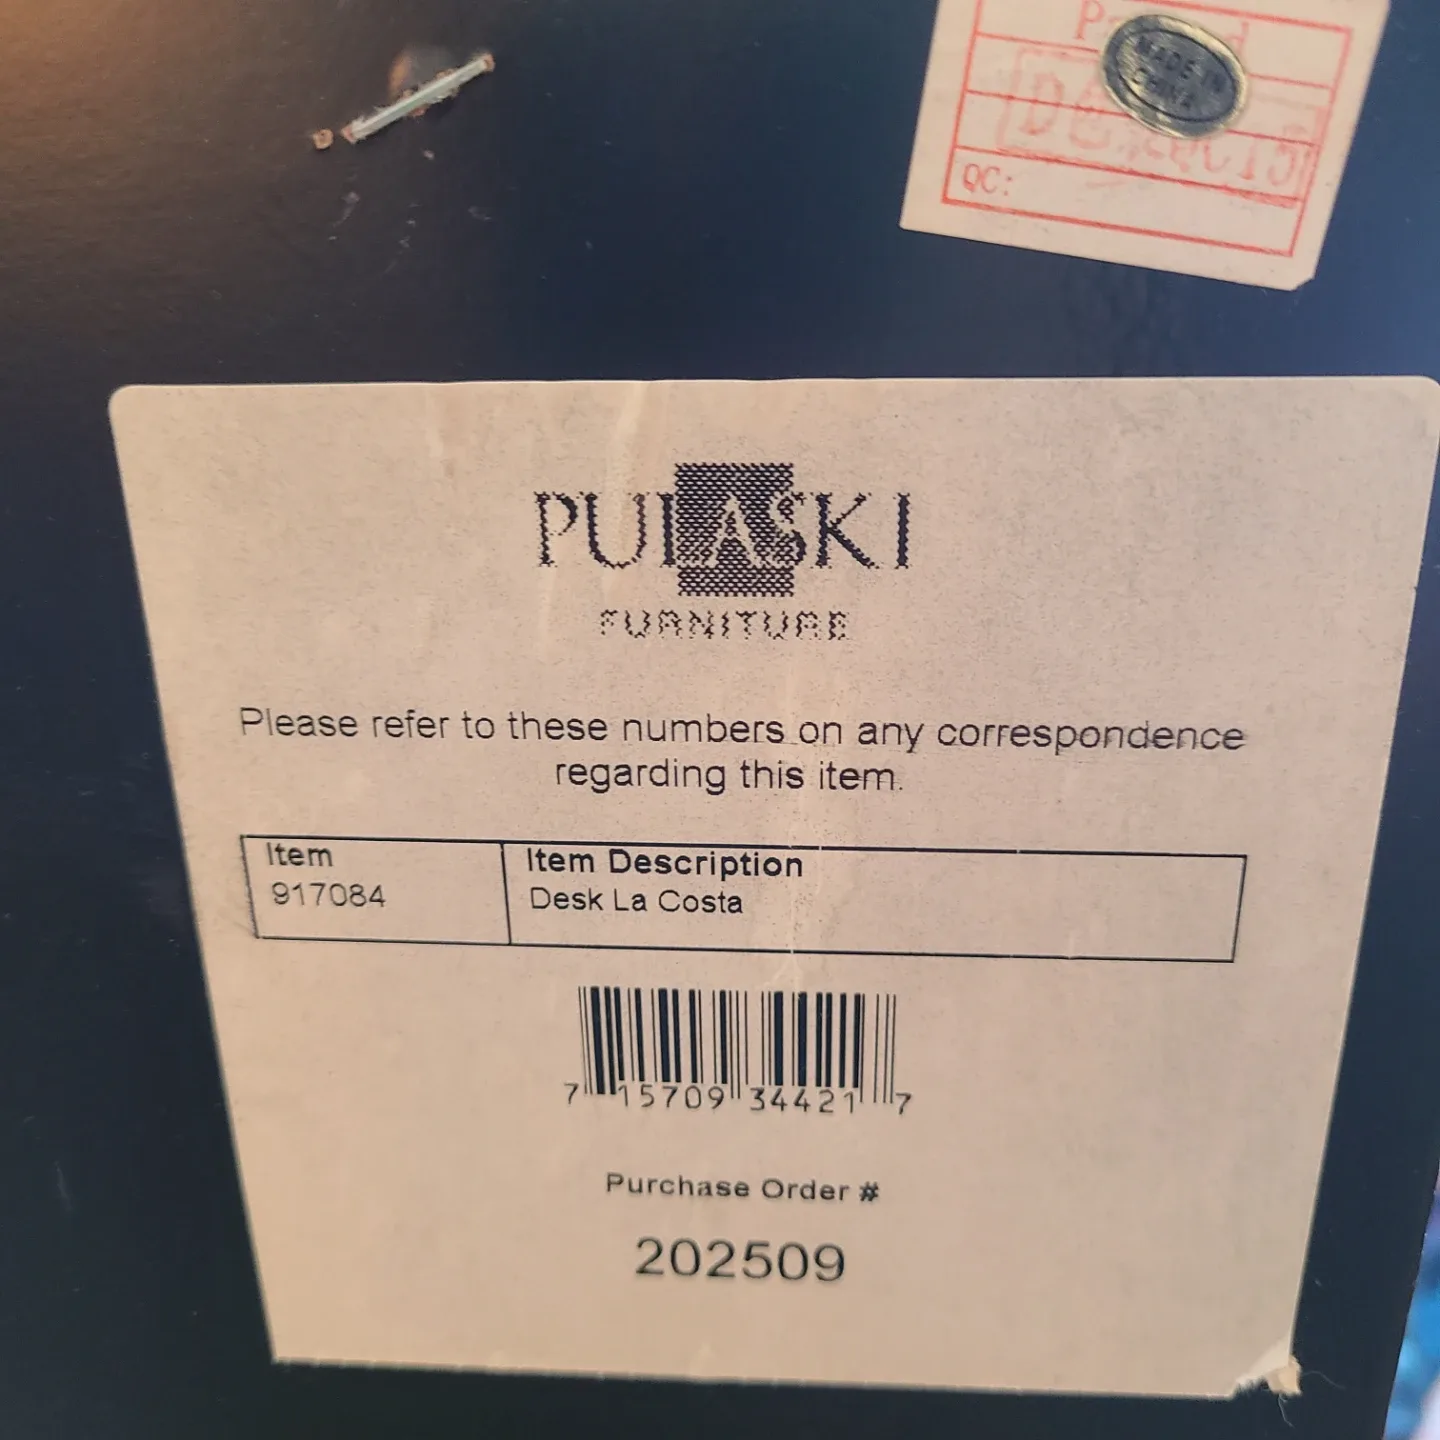 MADE IN
CHINA
QC:
PULASKI
FURNITURE
Please refer to these numbers on any correspondence
regarding this item.
Item
917084
Item Description
Desk La Costa
7 15709 34421 7
Purchase Order #
202509